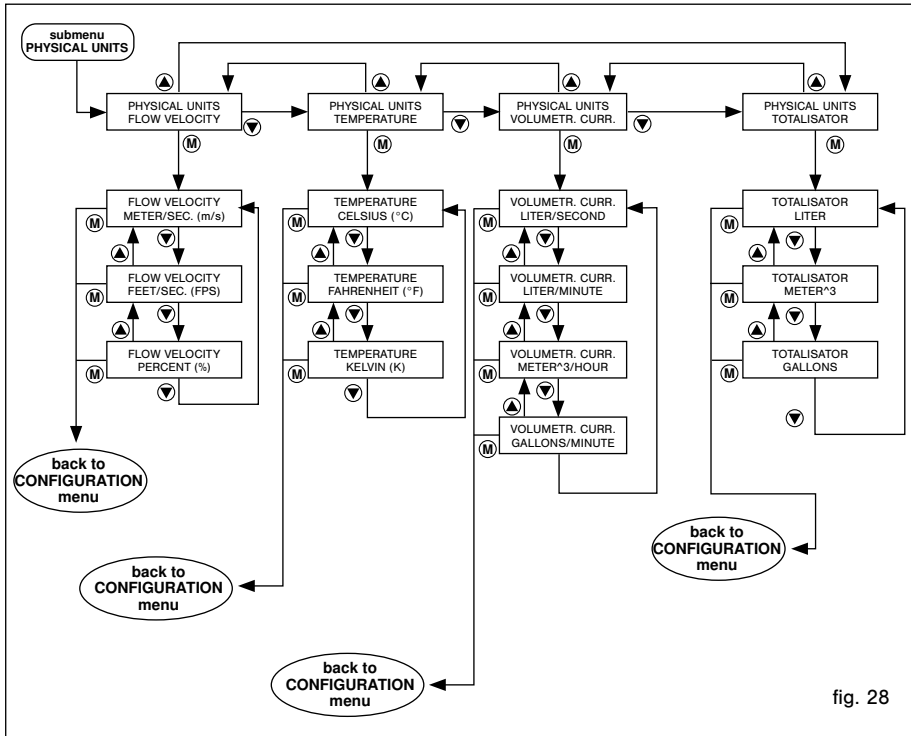 submenu
PHYSICAL UNITS
PHYSICAL UNITS
FLOW VELOCITY
PHYSICAL UNITS
TEMPERATURE
PHYSICAL UNITS
VOLUMETR. CURR.
PHYSICAL UNITS
TOTALISATOR
M
M
M
M
FLOW VELOCITY
METER/SEC. (m/s)
M
FLOW VELOCITY
FEET/SEC. (FPS)
M
FLOW VELOCITY
PERCENT (%)
M
back to
CONFIGURATION
menu
TEMPERATURE
CELSIUS (°C)
M
TEMPERATURE
FAHRENHEIT (°F)
M
TEMPERATURE
KELVIN (K)
M
back to
CONFIGURATION
menu
VOLUMETR. CURR.
LITER/SECOND
M
VOLUMETR. CURR.
LITER/MINUTE
M
VOLUMETR. CURR.
METER^3/HOUR
M
VOLUMETR. CURR.
GALLONS/MINUTE
M
back to
CONFIGURATION
menu
TOTALISATOR
LITER
M
TOTALISATOR
METER^3
M
TOTALISATOR
GALLONS
M
back to
CONFIGURATION
menu
fig. 28